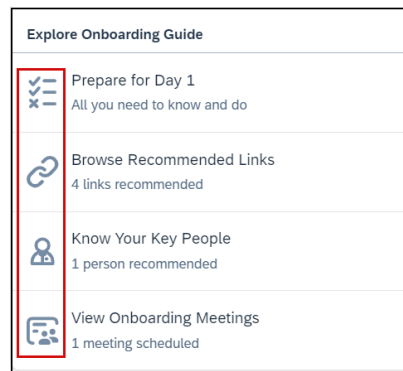 Explore Onboarding Guide
Prepare for Day 1
All you need to know and do
Browse Recommended Links
4 links recommended
Know Your Key People
1 person recommended
View Onboarding Meetings
1 meeting scheduled